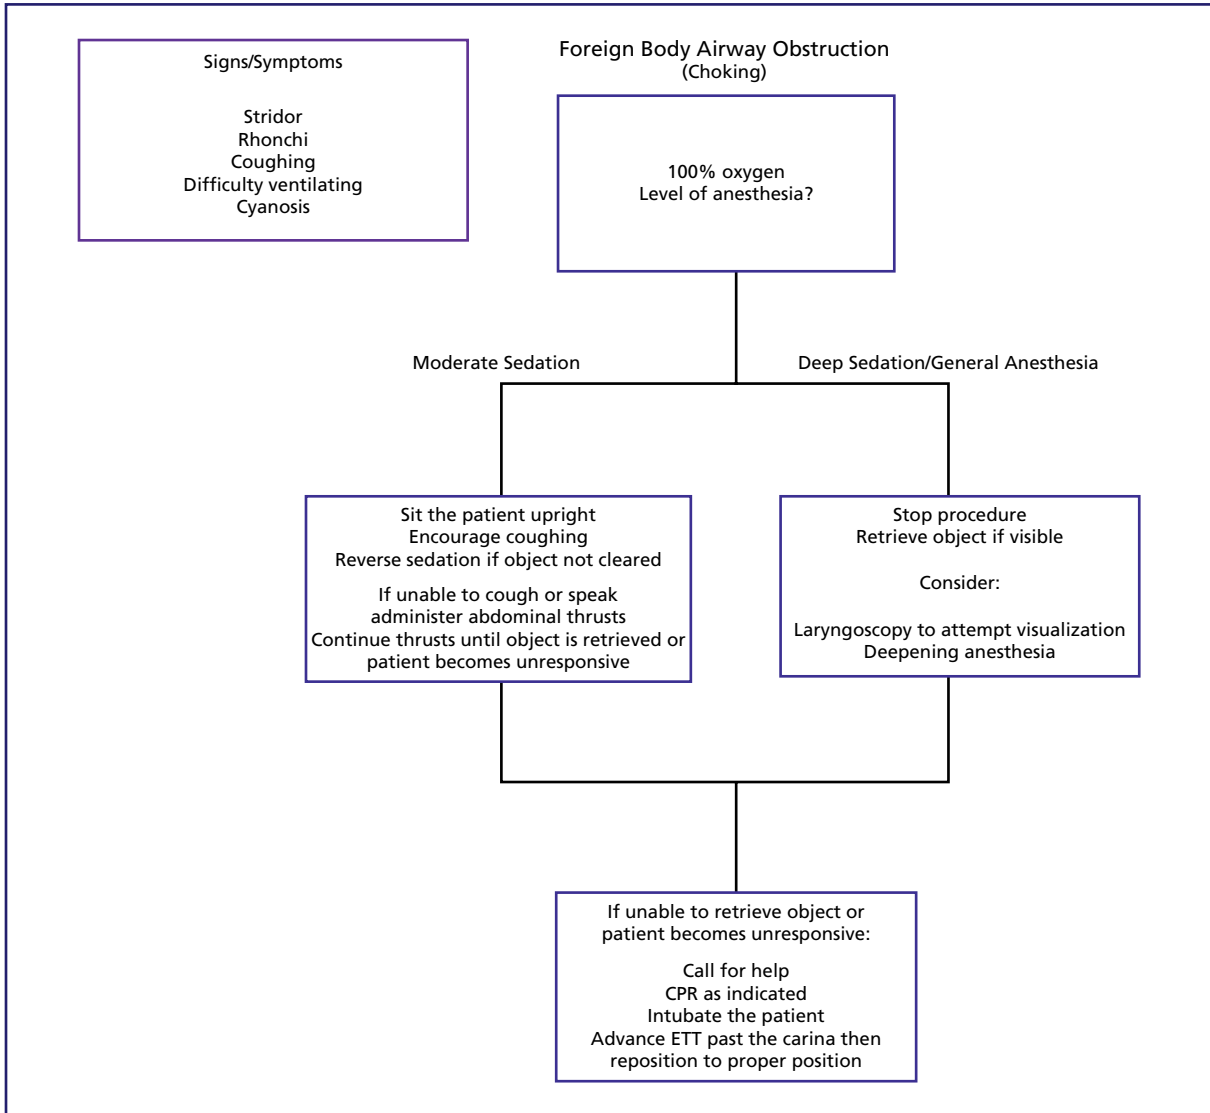 Signs/Symptoms
Stridor
Rhonchi
Coughing
Difficulty ventilating
Cyanosis
Foreign Body Airway Obstruction
(Choking)
100% oxygen
Level of anesthesia?
Moderate Sedation
Deep Sedation/General Anesthesia
Sit the patient upright
Encourage coughing
Reverse sedation if object not cleared
If unable to cough or speak
administer abdominal thrusts
Continue thrusts until object is retrieved or
patient becomes unresponsive
Stop procedure
Retrieve object if visible
Consider:
Laryngoscopy to attempt visualization
Deepening anesthesia
If unable to retrieve object or
patient becomes unresponsive:
Call for help
CPR as indicated
Intubate the patient
Advance ETT past the carina then
reposition to proper position